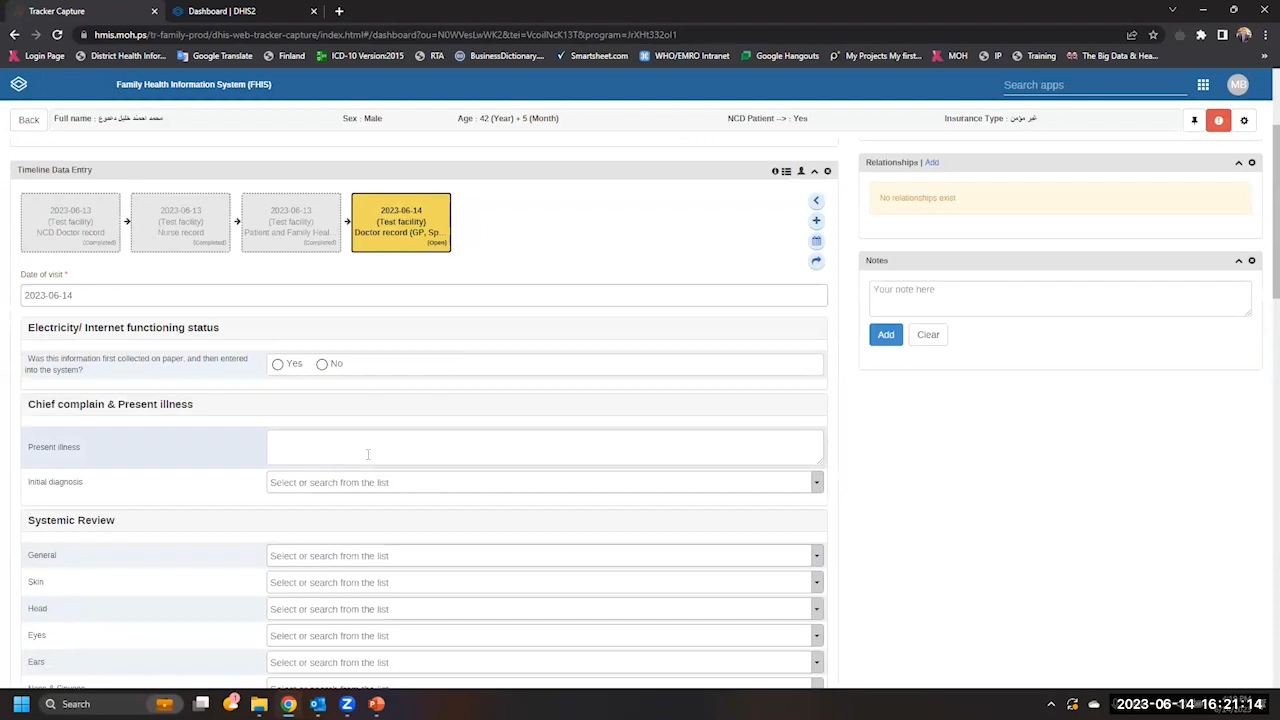 Tracker Capture
Dashboard | DHIS2
hmis.moh.ps/tr-family-prod/dhis-web-tracker-capture/index.html#/dashboard?ou=N0WVesLwWK2&tei=VcoilNcK13T&program=JrXHt332oI1
Login Page
District Health Infor...
Google Translate
Finland
ICD-10 Version2015)
RTA
BusinessDictionary....
Smartsheet.com
WHO/EMRO Intranet
Google Hangouts
My Projects My Pers...
MOH
IP
Training
The Big Data & Hea...
Family Health Information System (FHIS)
Search apps
MB
Back
Full name :
Sex : Male
Age : 42 (Year) + 5 (Month)
NCD Patient --> : Yes
Insurance Type : غير مؤمن
Timeline Data Entry
2023-06-13
(Test facility)
NCD Doctor record
(Completed)
2023-06-13
(Test facility)
Nurse record
(Completed)
2023-06-13
(Test facility)
Patient and Family Heal...
(Completed)
2023-06-14
(Test facility)
Doctor record (GP, Sp...
(Open)
Date of visit *
2023-06-14
Electricity/ Internet functioning status
Was this information first collected on paper, and then entered
into the system?
Yes
No
Chief complain & Present illness
Present illness
Initial diagnosis
Select or search from the list
Systemic Review
General
Select or search from the list
Skin
Select or search from the list
Head
Select or search from the list
Eyes
Select or search from the list
Ears
Select or search from the list
Relationships | Add
No relationships exist
Notes
Your note here
Add
Clear
Search
2023-06-14 16:21:14